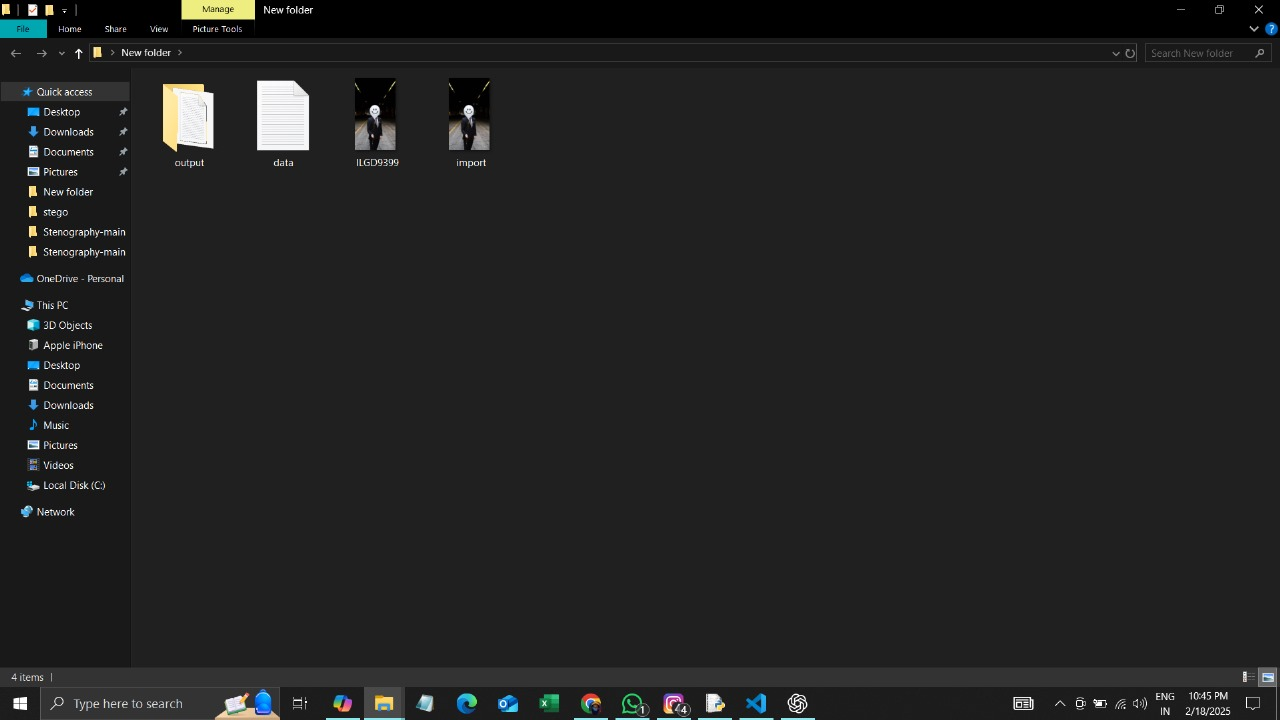 Manage
New folder
File
Home
Share
View
Picture Tools
New folder
Search New folder
Quick access
Desktop
Downloads
Documents
Pictures
New folder
stego
Stenography-main
Stenography-main
OneDrive - Personal
This PC
3D Objects
Apple iPhone
Desktop
Documents
Downloads
Music
Pictures
Videos
Local Disk (C:)
Network
output
data
ILGD9399
import
4 items
Type here to search
1
4
ENG
IN
10:45 PM
2/18/2025